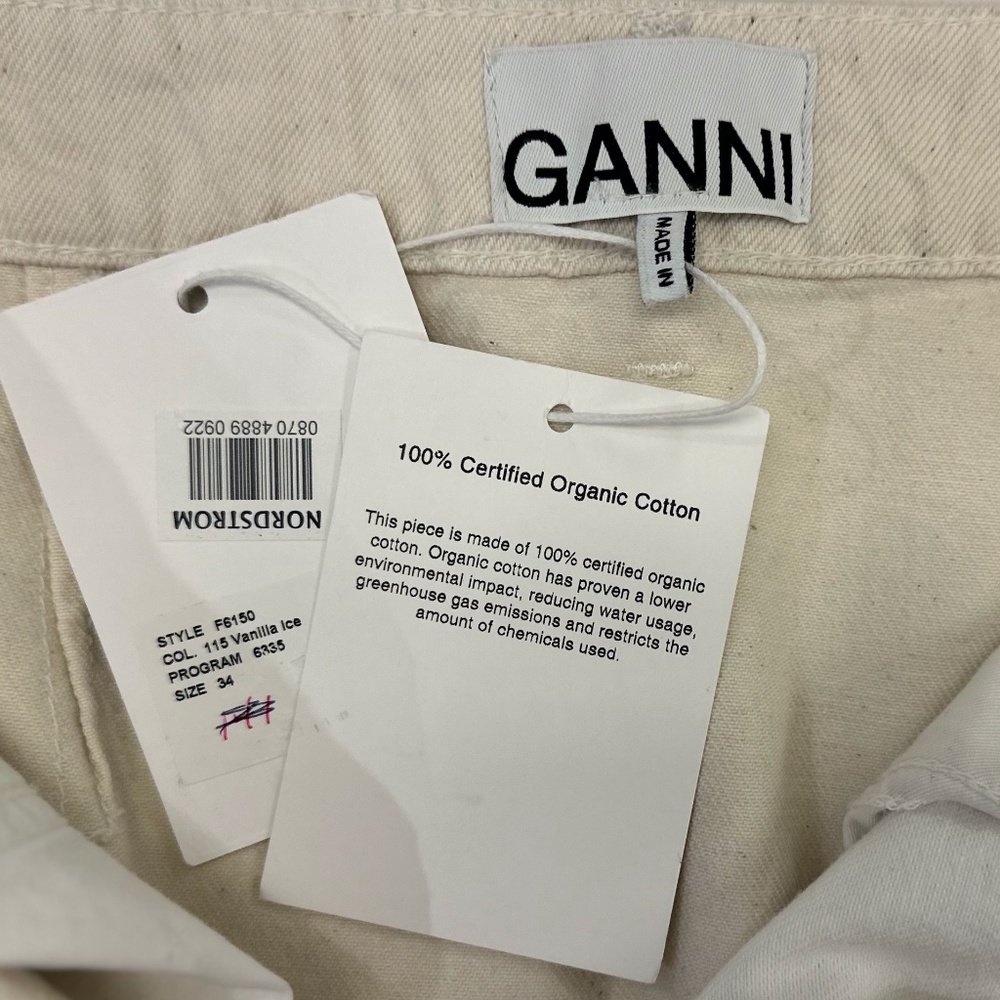 GANNI
MADE IN
NORDSTROM
0870 4889 0922
STYLE F6150
COL. 115 Vanilla Ice
PROGRAM 6335
SIZE 34
100% Certified Organic Cotton
This piece is made of 100% certified organic
cotton. Organic cotton has proven a lower
environmental impact, reducing water usage,
greenhouse gas emissions and restricts the
amount of chemicals used.